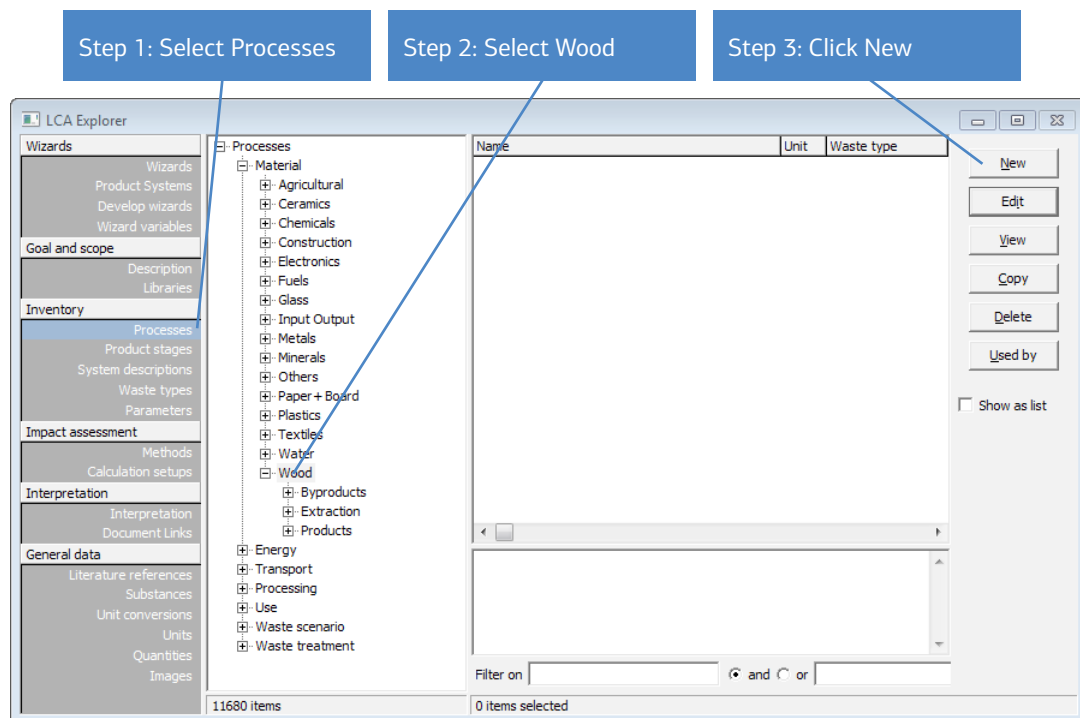 Step 1: Select Processes
Step 2: Select Wood
Step 3: Click New
LCA Explorer
Wizards
Wizards
Product Systems
Develop wizards
Wizard variables
Goal and scope
Description
Libraries
Inventory
Processes
Product stages
System descriptions
Waste types
Parameters
Impact assessment
Methods
Calculation setups
Interpretation
Interpretation
Document Links
General data
Literature references
Substances
Unit conversions
Units
Quantities
Images
Processes
Material
Agricultural
Ceramics
Chemicals
Construction
Electronics
Fuels
Glass
Input Output
Metals
Minerals
Others
Paper + Board
Plastics
Textiles
Water
Wood
Byproducts
Extraction
Products
Energy
Transport
Processing
Use
Waste scenario
Waste treatment
11680 items
Name Unit Waste type
Filter on and or
0 items selected
New
Edit
View
Copy
Delete
Used by
Show as list